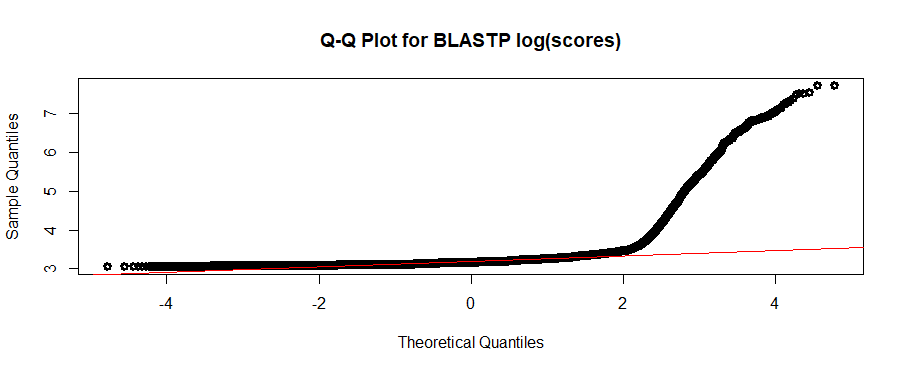 Q-Q Plot for BLASTP log(scores)
Sample Quantiles
7
6
5
4
3
-4 -2 0 2 4
Theoretical Quantiles